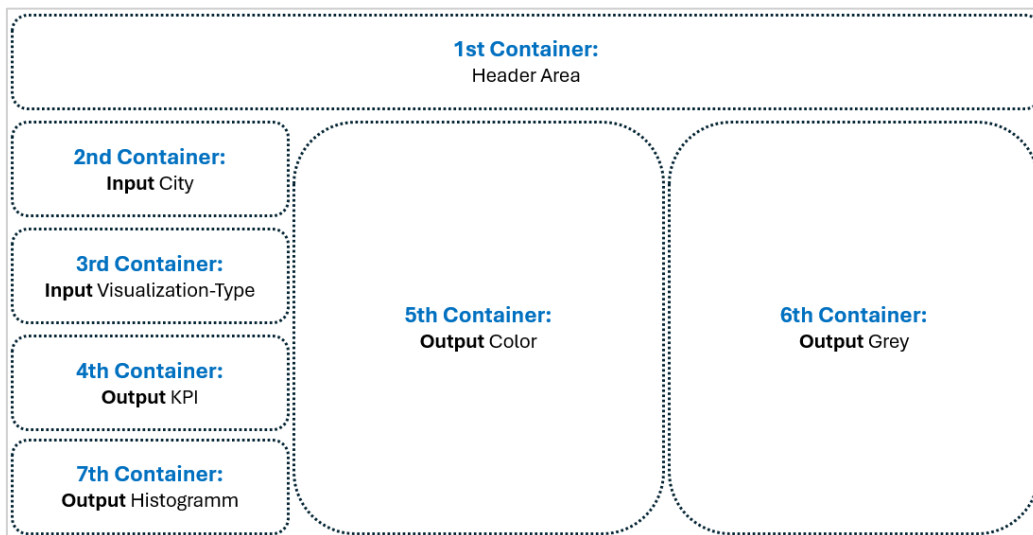 1st Container:
Header Area
2nd Container:
Input City
3rd Container:
Input Visualization-Type
4th Container:
Output KPI
7th Container:
Output Histogramm
5th Container:
Output Color
6th Container:
Output Grey